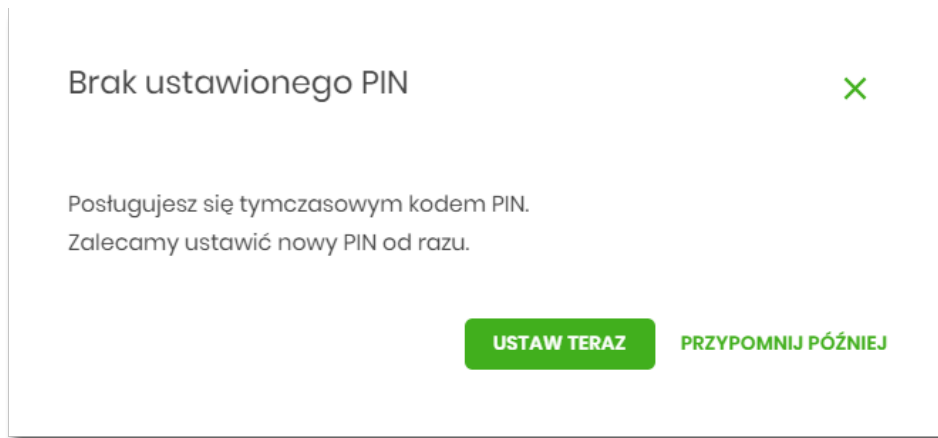 Brak ustawionego PIN
Posługujesz się tymczasowym kodem PIN.
Zalecamy ustawić nowy PIN od razu.
USTAW TERAZ PRZYPOMNIJ PÓŹNIEJ